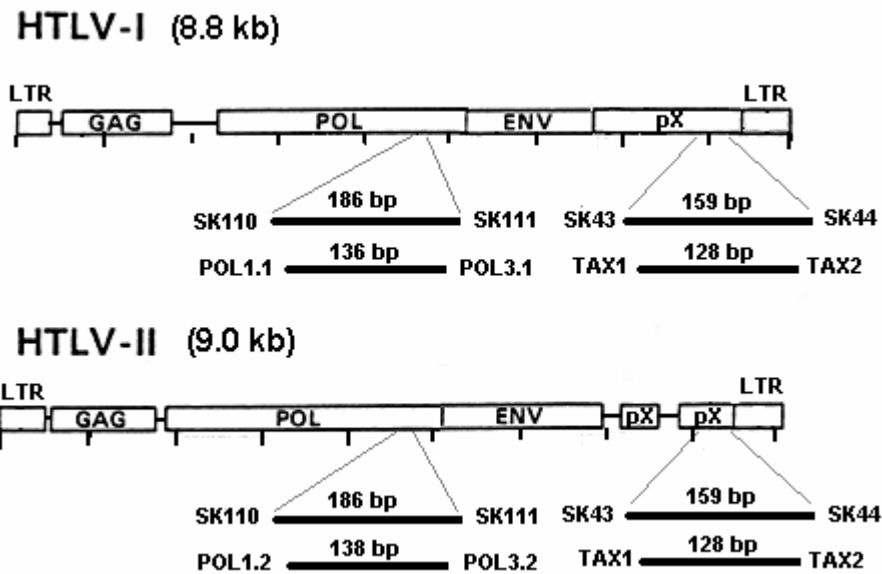 HTLV-I (8.8 kb)
LTR LTR
GAG POL ENV pX
186 bp 159 bp
SK110 SK111 SK43 SK44
136 bp 128 bp
POL1.1 POL3.1 TAX1 TAX2
HTLV-II (9.0 kb)
LTR LTR
GAG POL ENV pX pX
186 bp 159 bp
SK110 SK111 SK43 SK44
138 bp 128 bp
POL1.2 POL3.2 TAX1 TAX2